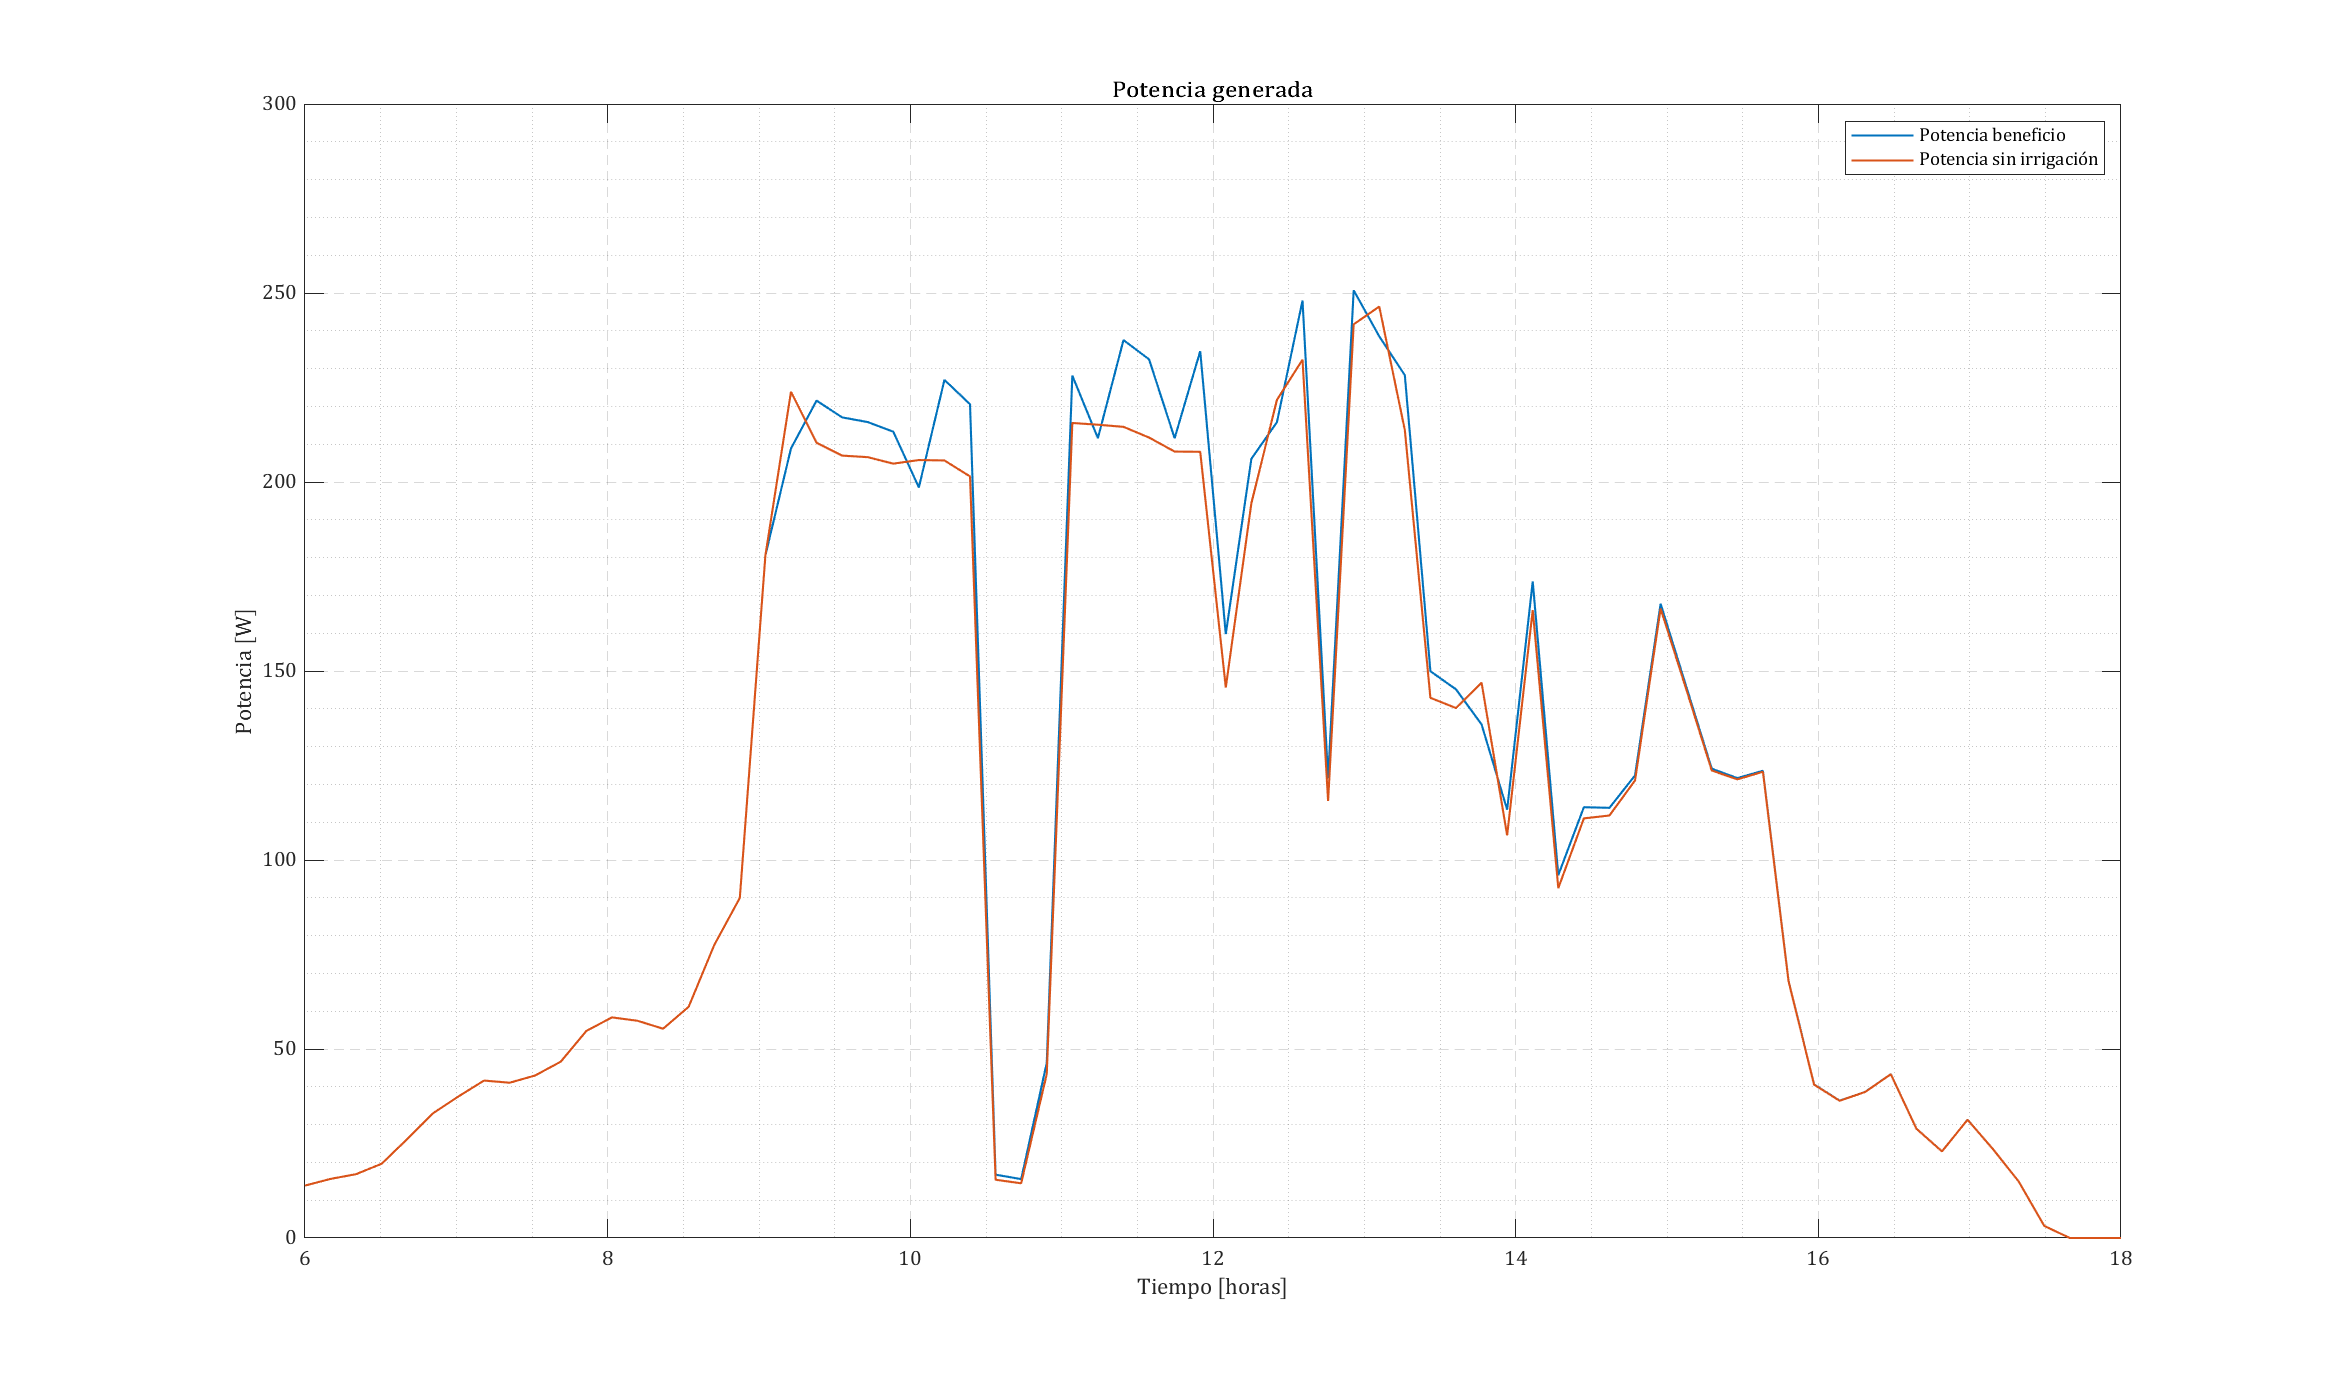 Potencia generada
300
250
200
150
100
50
0
Potencia [W]
Potencia beneficio
Potencia sin irrigación
6 8 10 12 14 16 18
Tiempo [horas]